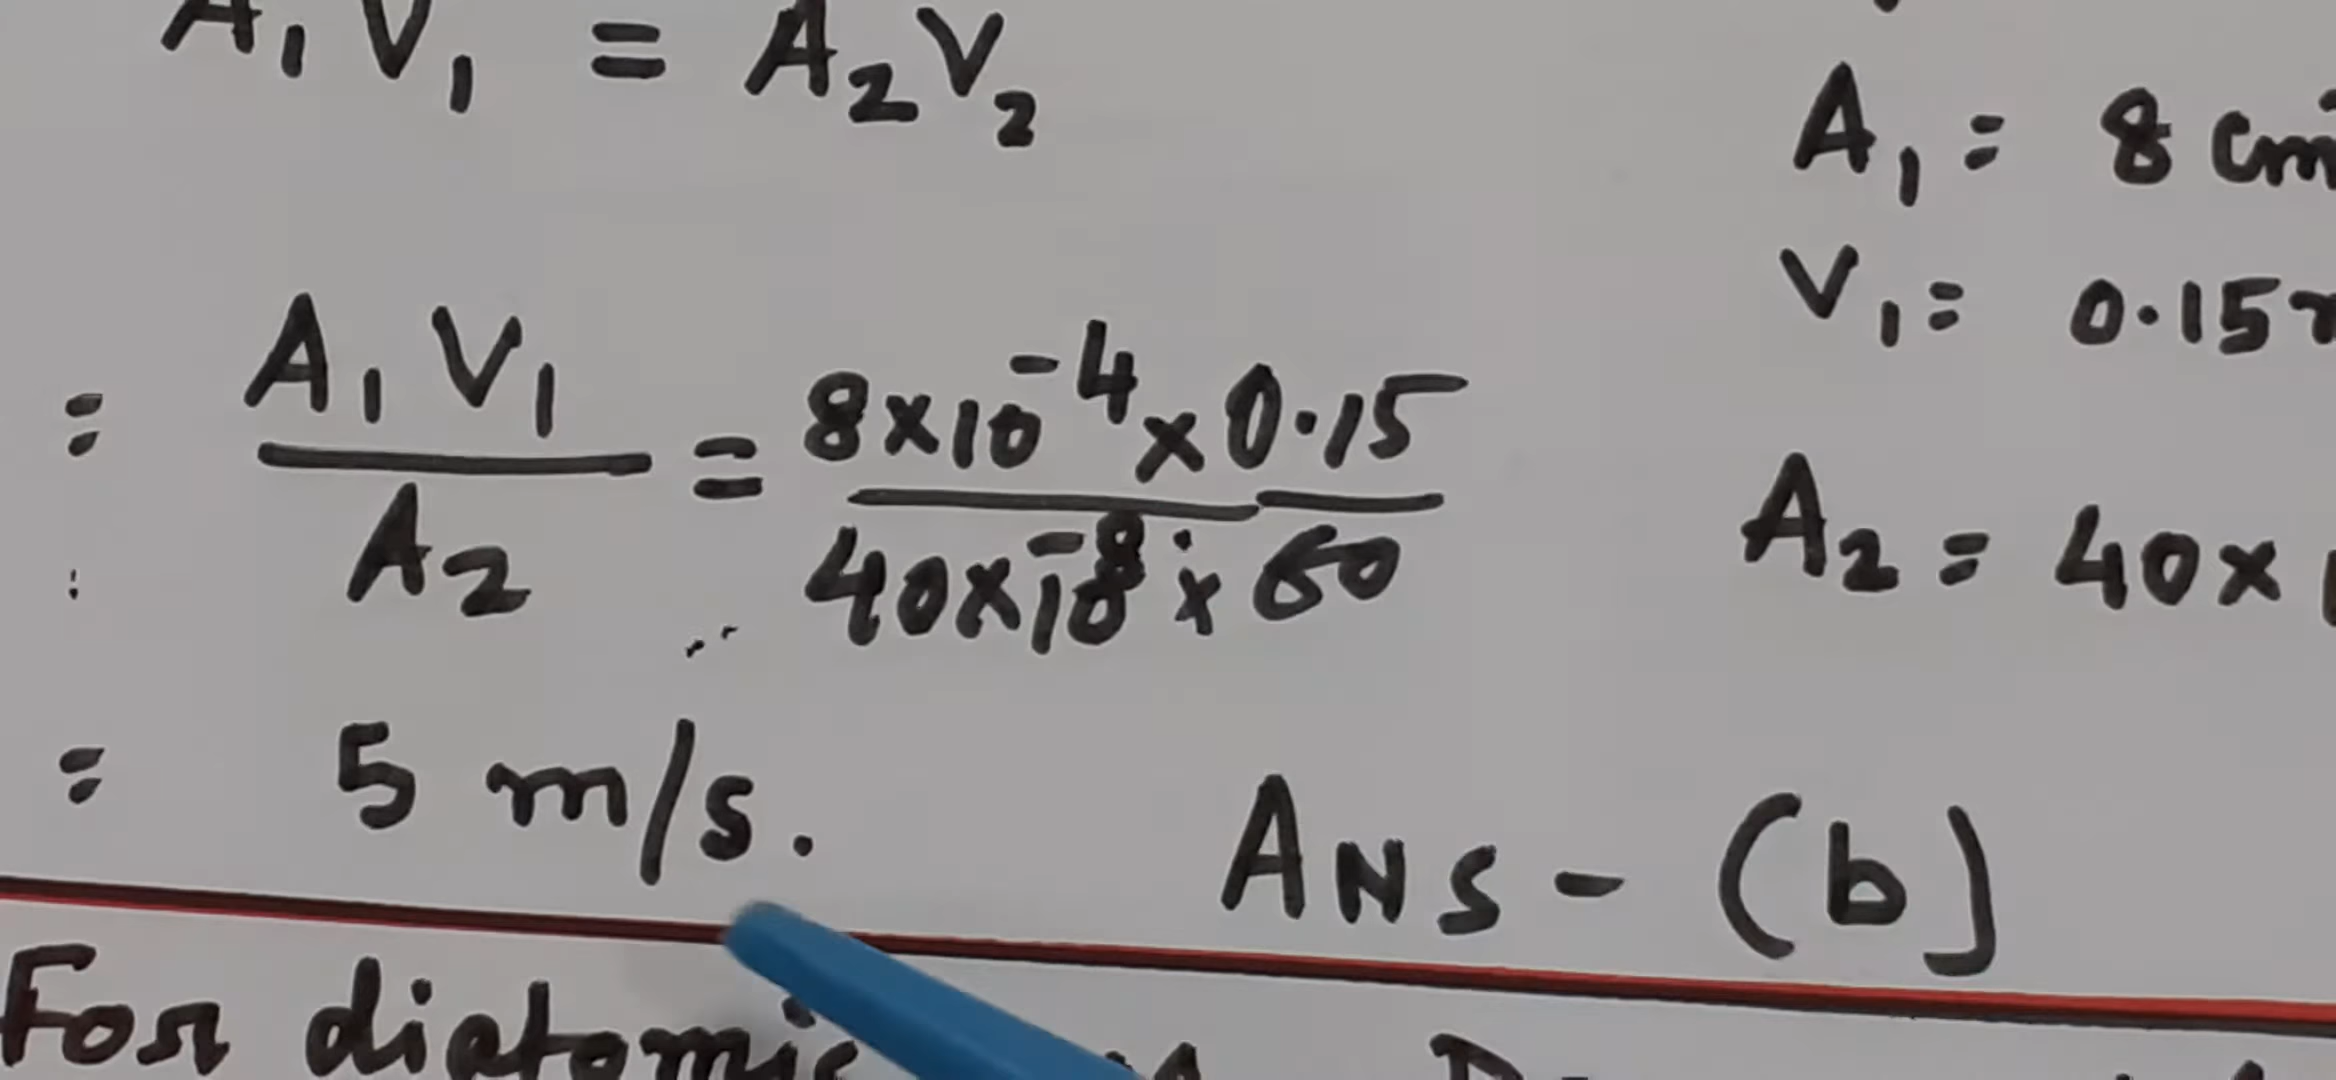 A₁V₁ = A₂V₂
A₁ = 8 cm
V₁ = 0.15
= A₁V₁ / A₂ = 8×10⁻⁴×0.15 / 40×10⁻⁸×60
A₂ = 40×
= 5 m/s. ANS - (b)
For diatomic